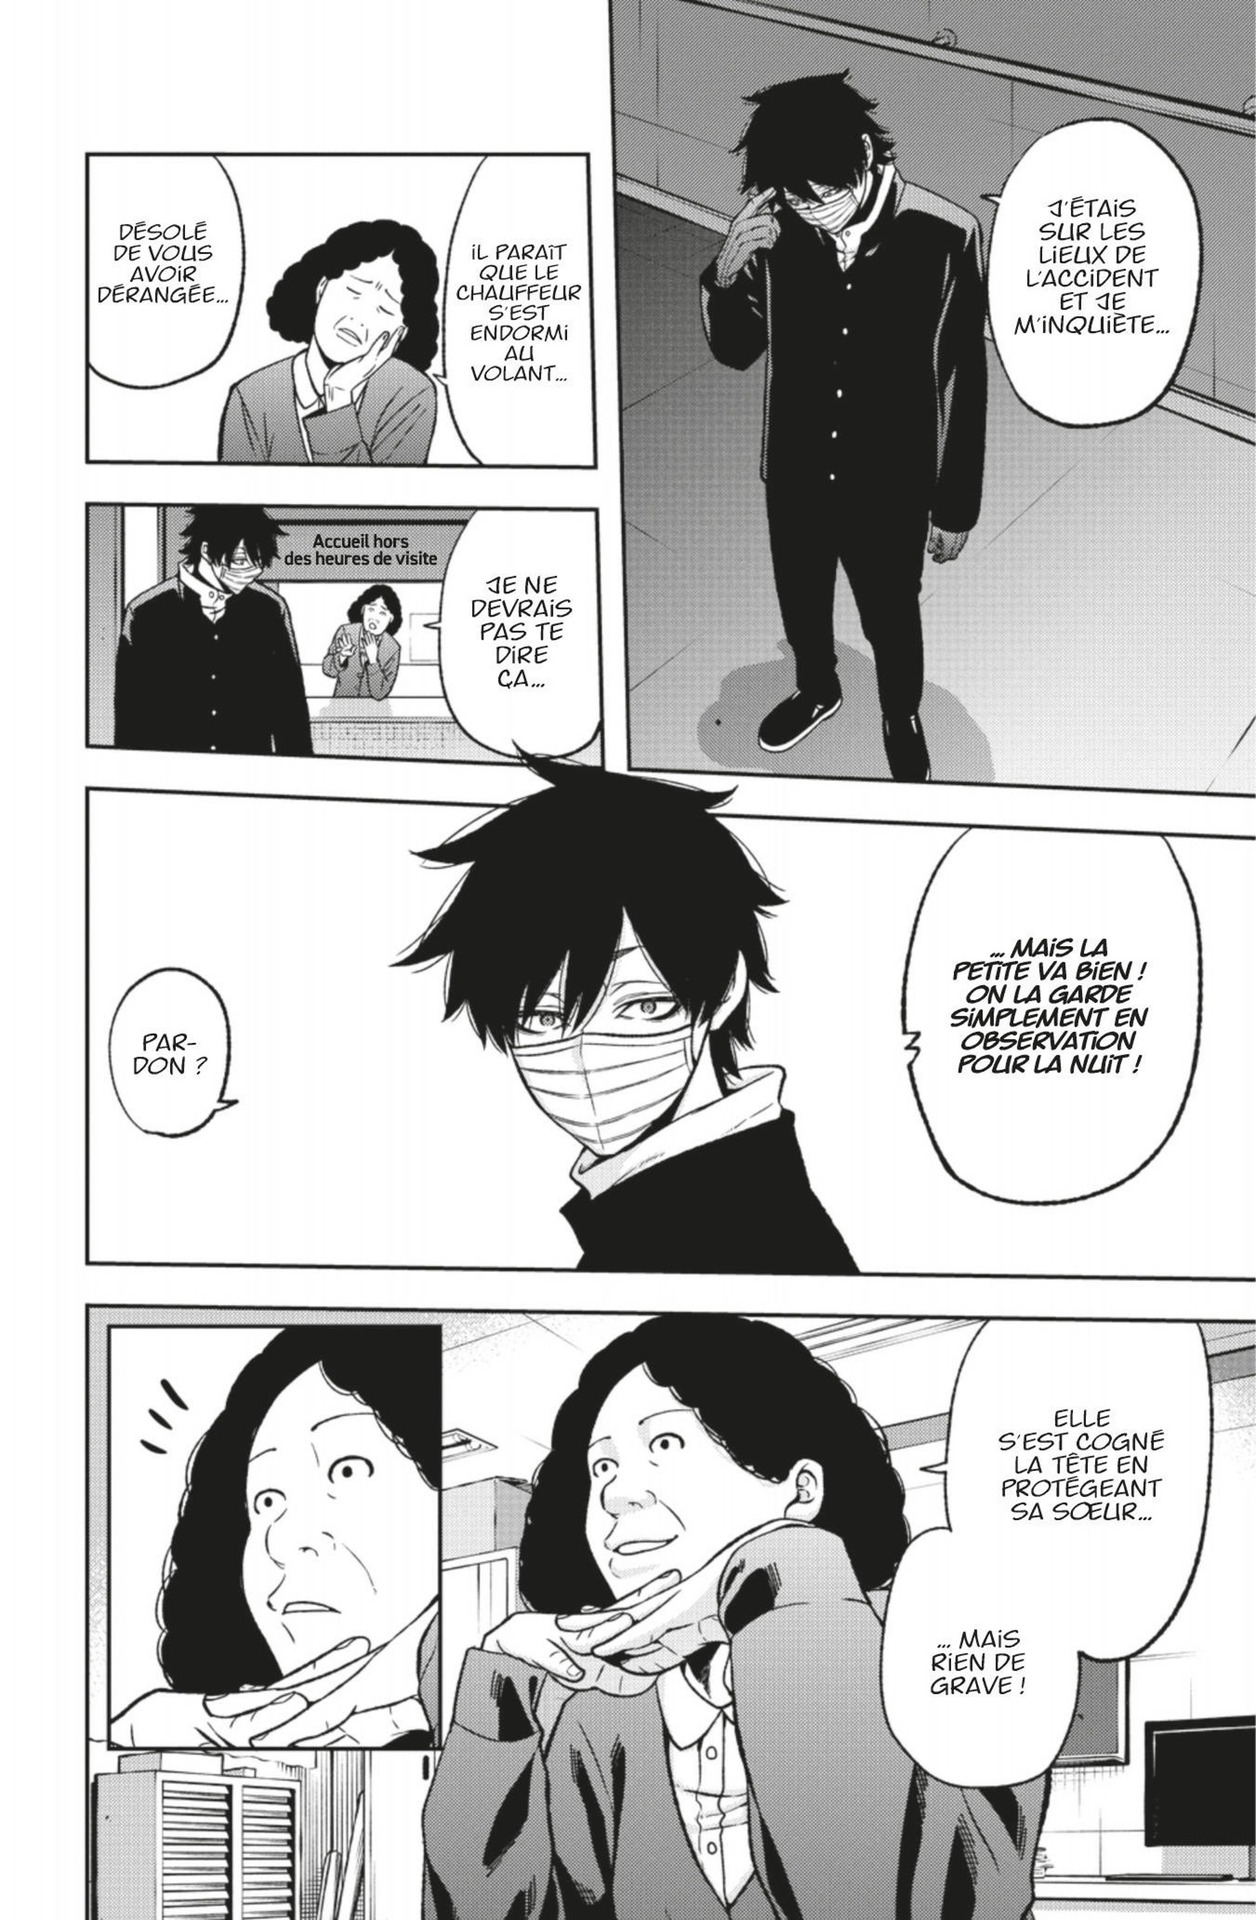 J'ÉTAIS
SUR LES
LIEUX DE
L'ACCIDENT
ET JE
M'INQUIÈTE...
IL PARAÎT
QUE LE
CHAUFFEUR
S'EST
ENDORMI
AU
VOLANT...
DÉSOLÉ
DE VOUS
AVOIR
DÉRANGÉE...
JE NE
DEVRAIS
PAS TE
DIRE
ÇA...
Accueil hors
des heures de visite
... MAIS LA
PETITE VA BIEN !
ON LA GARDE
SIMPLEMENT EN
OBSERVATION
POUR LA NUIT !
PAR-
DON ?
ELLE
S'EST COGNÉ
LA TÊTE EN
PROTÉGEANT
SA SŒUR...
... MAIS
RIEN DE
GRAVE !